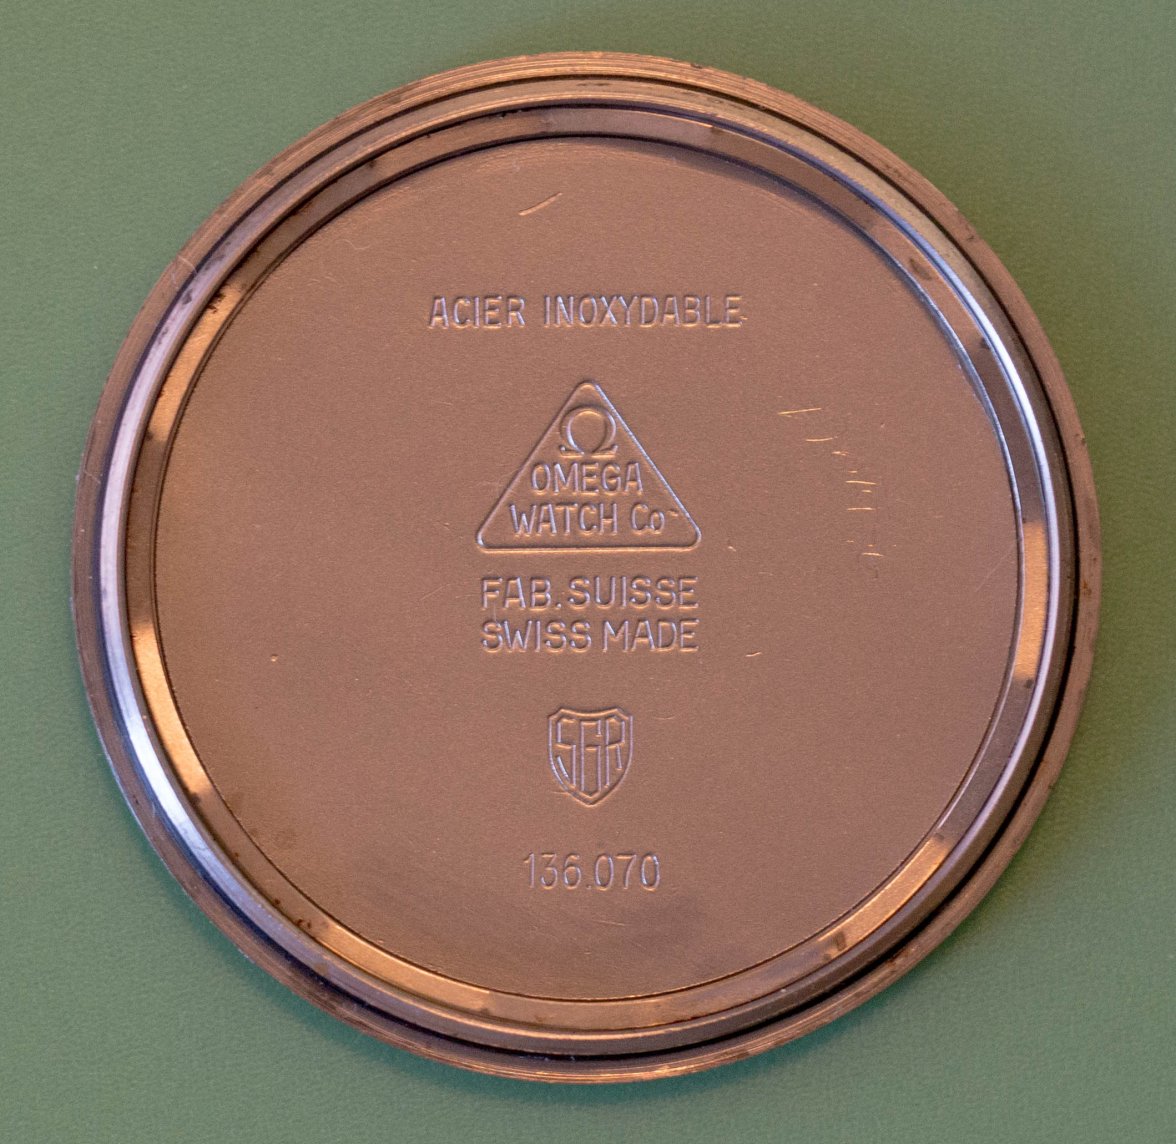 ACIER INOXYDABLE
Ω
OMEGA
WATCH Co
FAB. SUISSE
SWISS MADE
SGR
136.070